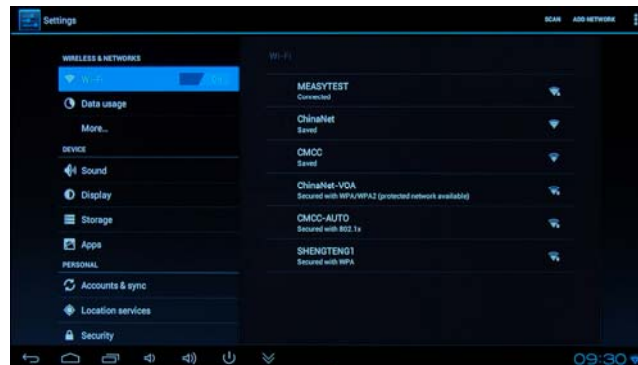 Settings
SCAN
ADD NETWORK
WIRELESS & NETWORKS
Wi-Fi
Data usage
More...
DEVICE
Sound
Display
Storage
Apps
PERSONAL
Accounts & sync
Location services
Security
Wi-Fi
MEASYTEST
Connected
ChinaNet
Saved
CMCC
Saved
ChinaNet-VOA
Secured with WPA/WPA2 (protected network available)
CMCC-AUTO
Secured with 802.1x
SHENGTENG1
Secured with WPA
09:30